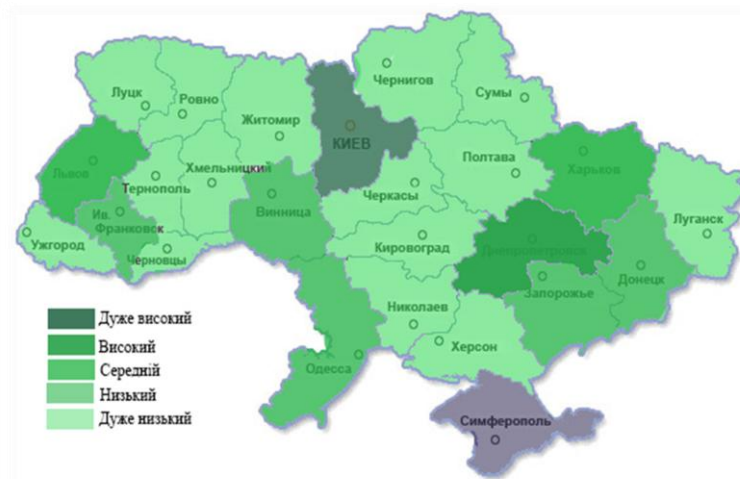 Чернигов
Луцк
Ровно
Сумы
Житомир
КИЕВ
Львов
Хмельницкий
Полтава
Харьков
Тернополь
Черкассы
Винница
Луганск
Ив.
Франковск
Ужгород
Кировоград
Днепропетровск
Черновцы
Донецк
Запорожье
Николаев
Херсон
Одесса
Симферополь
Дуже високий
Високий
Середній
Низький
Дуже низький